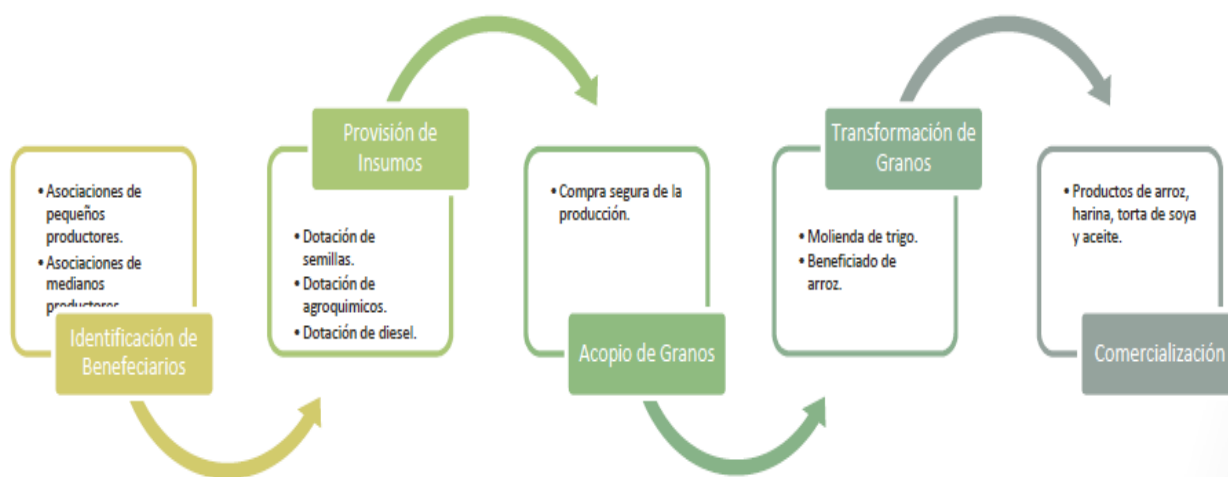 • Asociaciones de
pequeños
productores.
• Asociaciones de
medianos
productores
Identificación de
Benefeciarios
Provisión de
Insumos
• Dotación de
semillas.
• Dotación de
agroquimicos.
• Dotación de diesel.
• Compra segura de la
producción.
Acopio de Granos
Transformación de
Granos
• Molienda de trigo.
• Beneficiado de
arroz.
• Productos de arroz,
harina, torta de soya
y aceite.
Comercialización